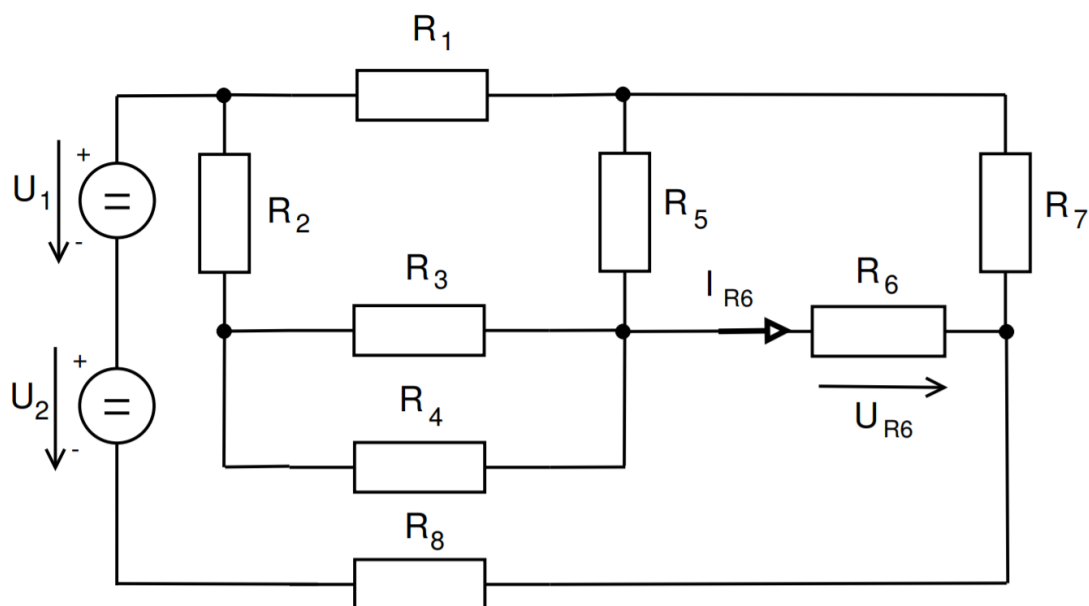 R1
+
U1
=
-
R2
R5
R7
R3
IR6
R6
+
U2
=
-
R4
UR6
R8